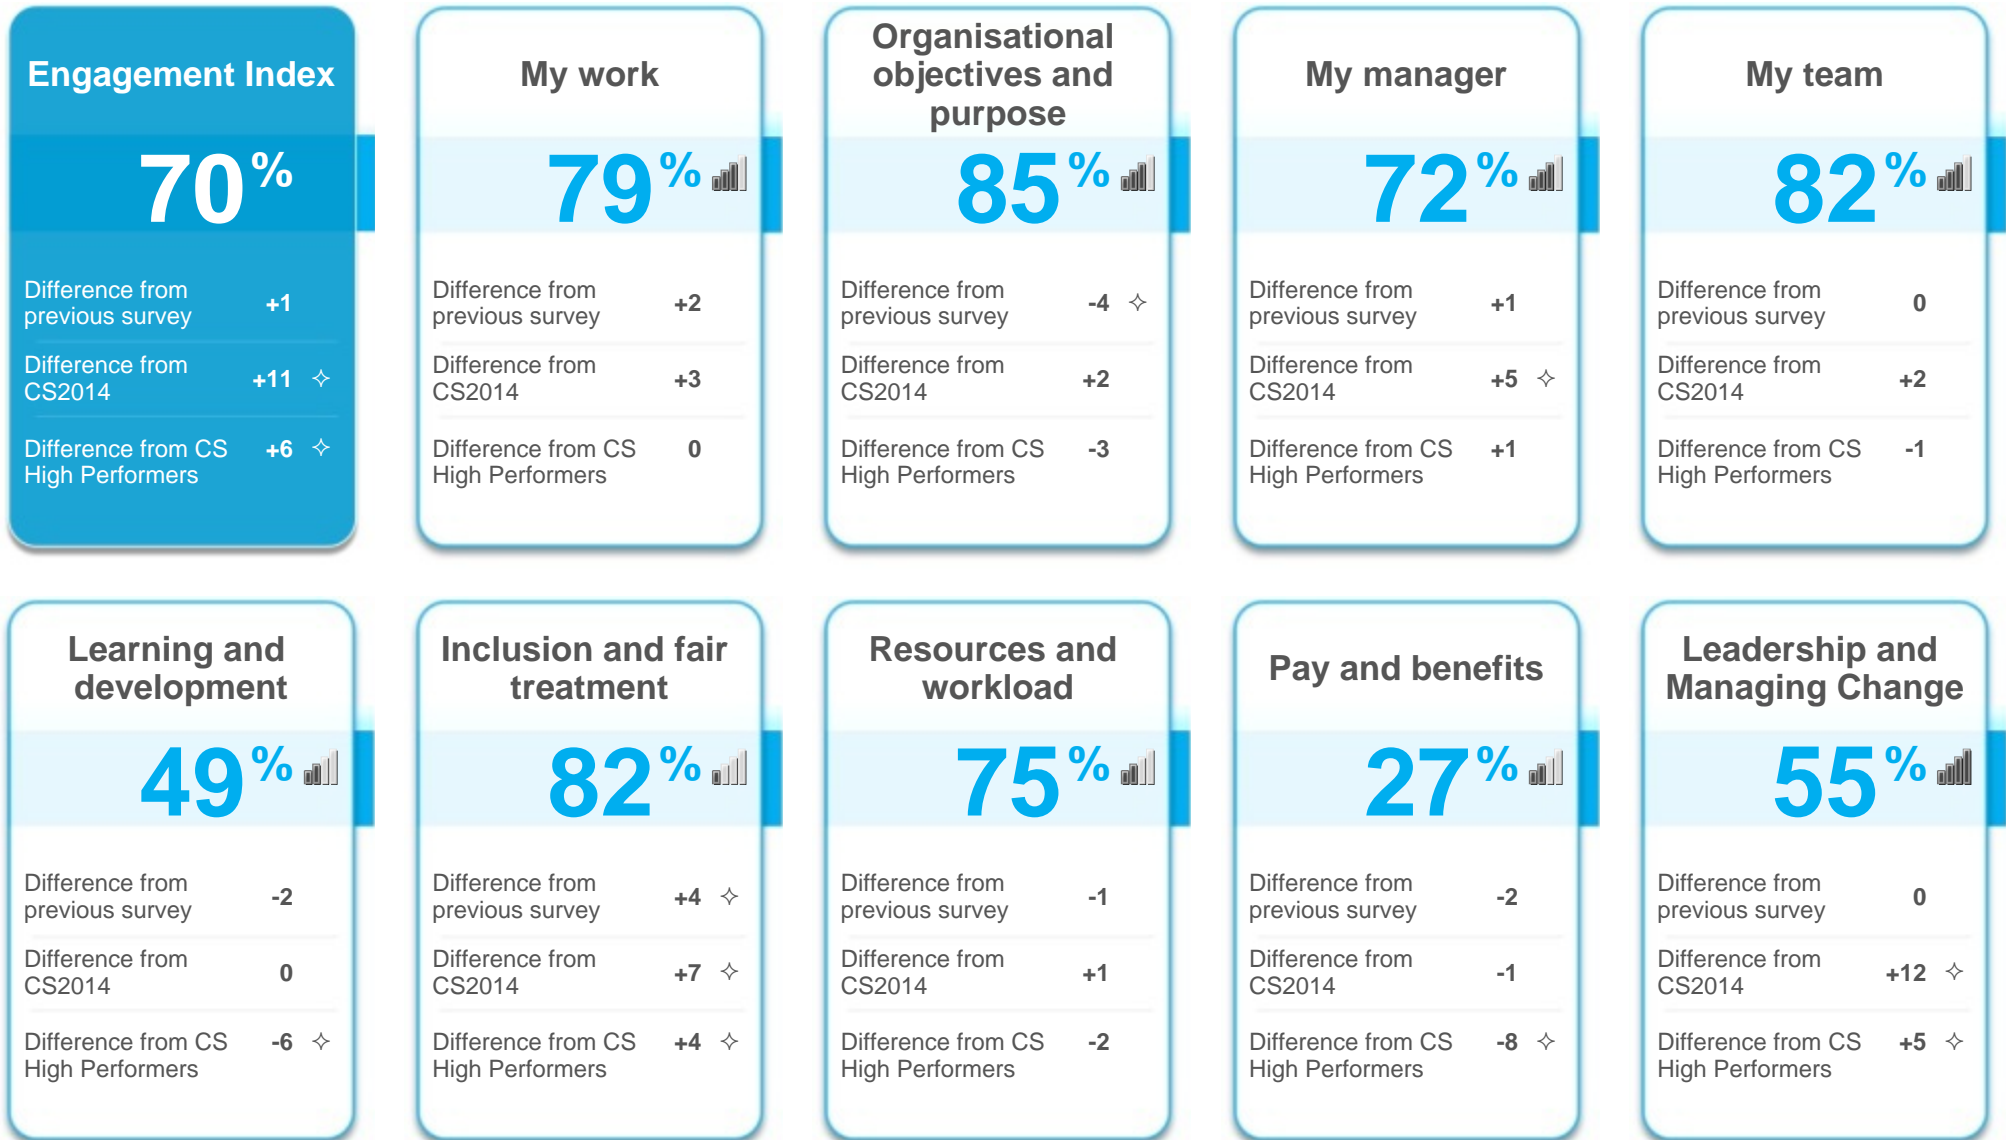 Engagement Index
70%
Difference from
previous survey +1
Difference from
CS2014 +11 ✧
Difference from CS
High Performers +6 ✧
My work
79%
Difference from
previous survey +2
Difference from
CS2014 +3
Difference from CS
High Performers 0
Organisational
objectives and
purpose
85%
Difference from
previous survey -4 ✧
Difference from
CS2014 +2
Difference from CS
High Performers -3
My manager
72%
Difference from
previous survey +1
Difference from
CS2014 +5 ✧
Difference from CS
High Performers +1
My team
82%
Difference from
previous survey 0
Difference from
CS2014 +2
Difference from CS
High Performers -1
Learning and
development
49%
Difference from
previous survey -2
Difference from
CS2014 0
Difference from CS
High Performers -6 ✧
Inclusion and fair
treatment
82%
Difference from
previous survey +4 ✧
Difference from
CS2014 +7 ✧
Difference from CS
High Performers +4 ✧
Resources and
workload
75%
Difference from
previous survey -1
Difference from
CS2014 +1
Difference from CS
High Performers -2
Pay and benefits
27%
Difference from
previous survey -2
Difference from
CS2014 -1
Difference from CS
High Performers -8 ✧
Leadership and
Managing Change
55%
Difference from
previous survey 0
Difference from
CS2014 +12 ✧
Difference from CS
High Performers +5 ✧